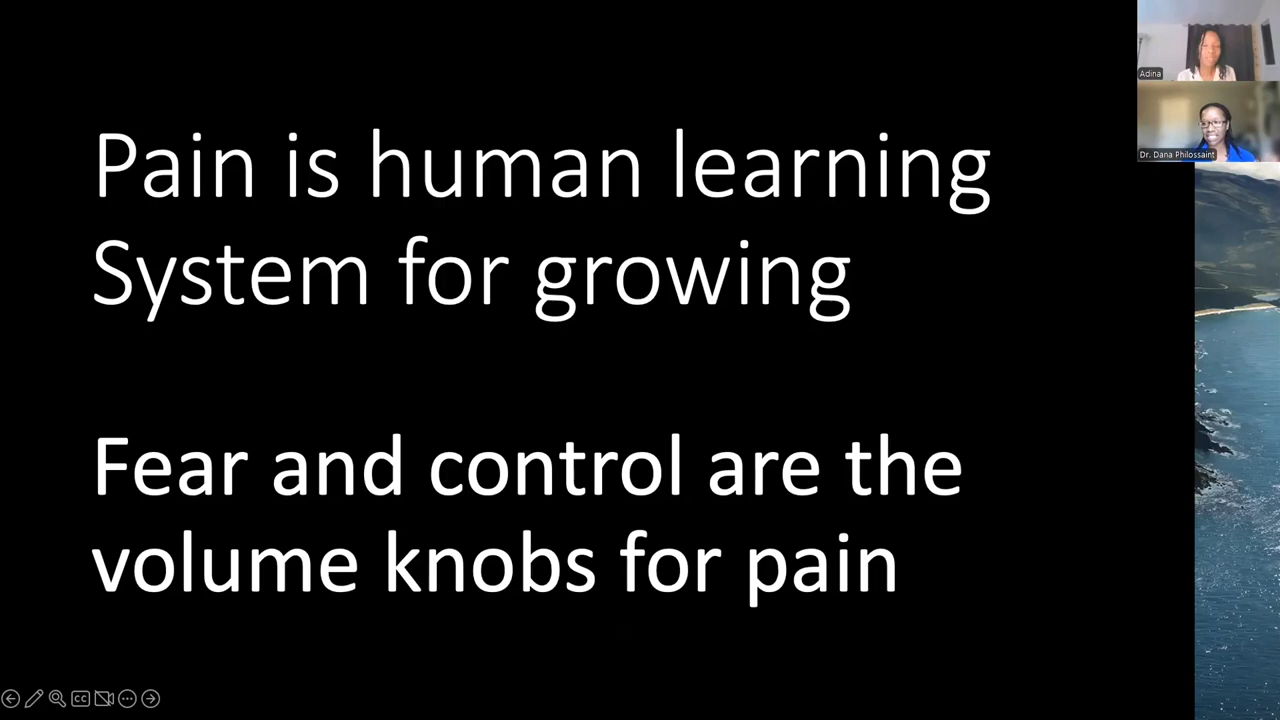 Pain is human learning
System for growing
Fear and control are the
volume knobs for pain
Adina
Dr. Dana Philossaint
CC